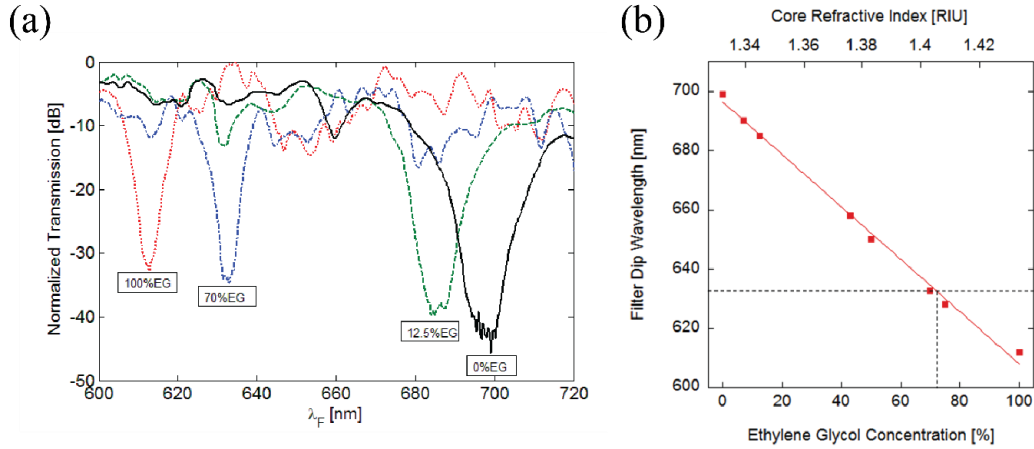 (a)
0
-10
-20
-30
-40
-50
Normalized Transmission [dB]
100%EG
70%EG
12.5%EG
0%EG
600
620
640
660
680
700
720
λF [nm]
(b)
Core Refractive Index [RIU]
1.34
1.36
1.38
1.4
1.42
700
680
660
640
620
600
Filter Dip Wavelength [nm]
0
20
40
60
80
100
Ethylene Glycol Concentration [%]